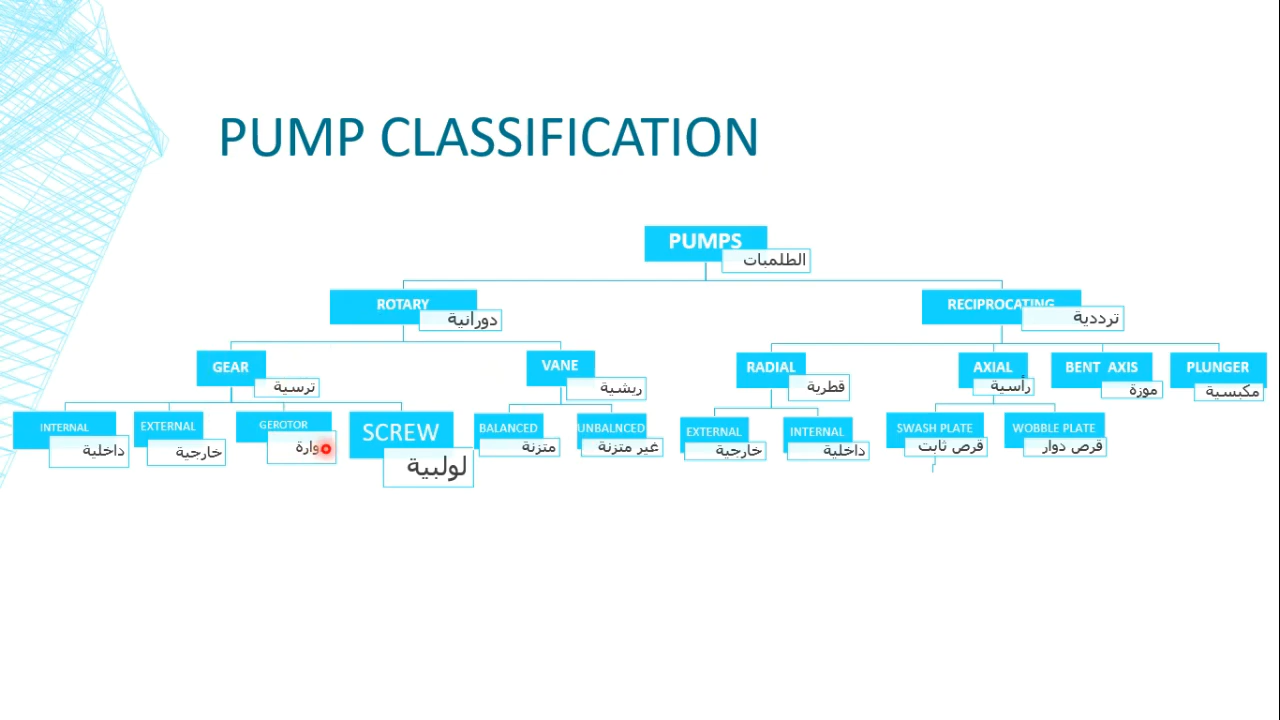 PUMP CLASSIFICATION
PUMPS
الطلمبات
ROTARY
دورانية
RECIPROCATING
ترددية
GEAR
ترسية
VANE
ريشية
RADIAL
قطرية
AXIAL
رأسية
BENT AXIS
موزة
PLUNGER
مكبسية
INTERNAL
داخلية
EXTERNAL
خارجية
GEROTOR
SCREW
لولبية
BALANCED
متزنة
UNBALNCED
غير متزنة
EXTERNAL
خارجية
INTERNAL
داخلية
SWASH PLATE
قرص ثابت
WOBBLE PLATE
قرص دوار